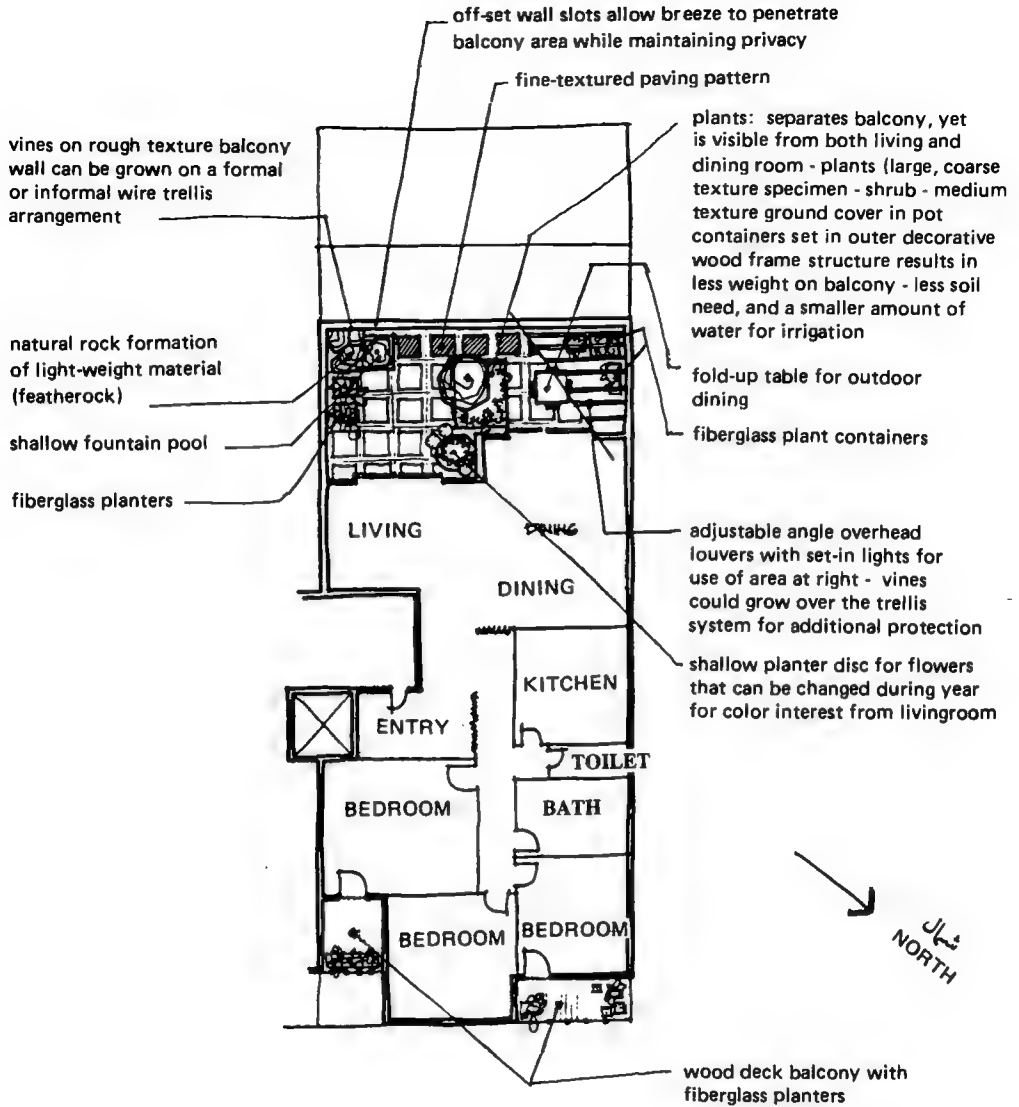 off-set wall slots allow breeze to penetrate
balcony area while maintaining privacy
fine-textured paving pattern
vines on rough texture balcony
wall can be grown on a formal
or informal wire trellis
arrangement
natural rock formation
of light-weight material
(featherock)
shallow fountain pool
fiberglass planters
plants: separates balcony, yet
is visible from both living and
dining room - plants (large, coarse
texture specimen - shrub - medium
texture ground cover in pot
containers set in outer decorative
wood frame structure results in
less weight on balcony - less soil
need, and a smaller amount of
water for irrigation
fold-up table for outdoor
dining
fiberglass plant containers
adjustable angle overhead
louvers with set-in lights for
use of area at right - vines
could grow over the trellis
system for additional protection
shallow planter disc for flowers
that can be changed during year
for color interest from livingroom
LIVING
DINING
DINING
KITCHEN
ENTRY
TOILET
BEDROOM
BATH
BEDROOM
BEDROOM
شمال
NORTH
wood deck balcony with
fiberglass planters